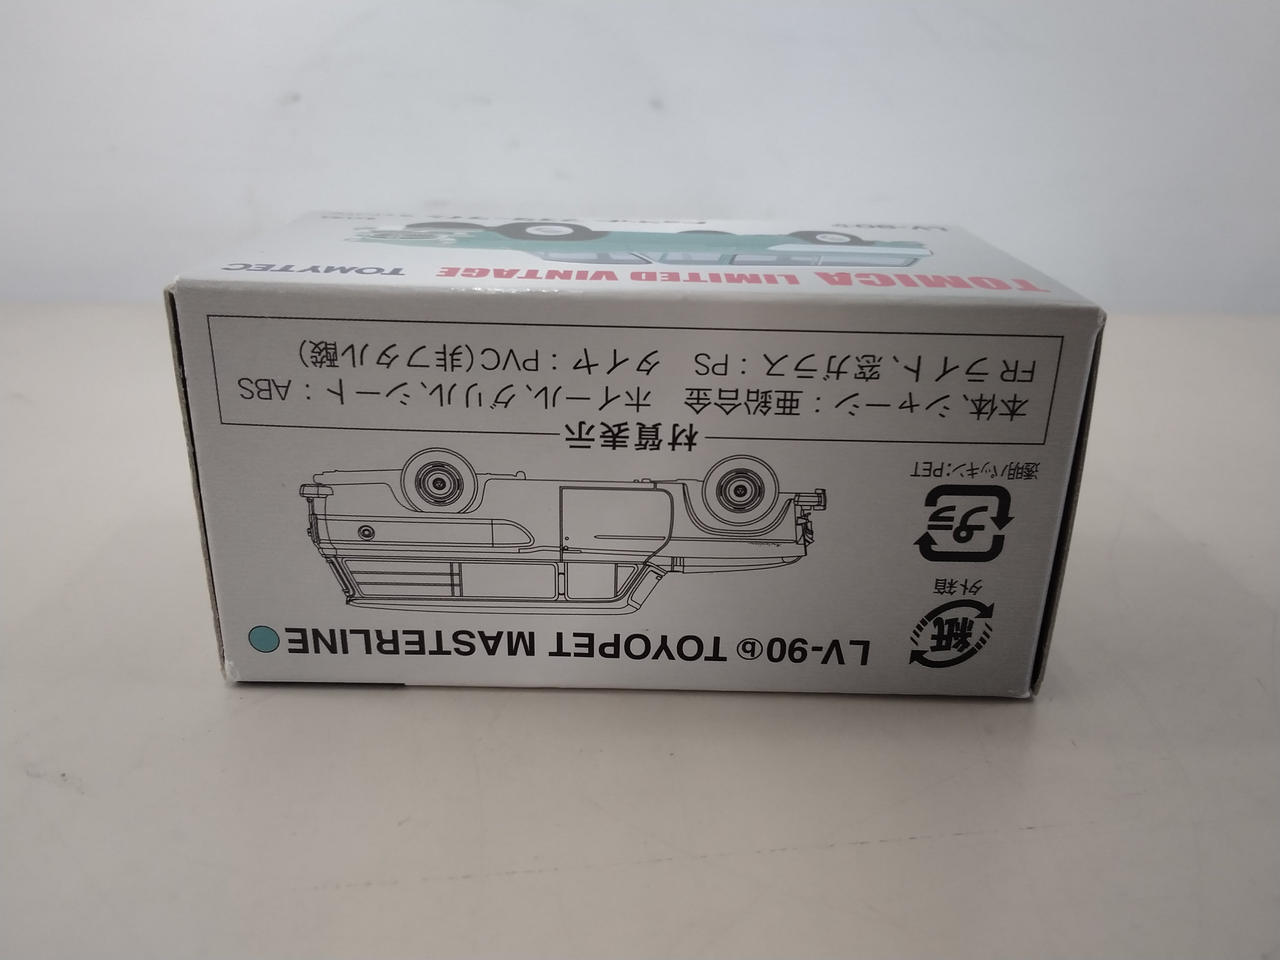 LV-90ⓑ TOYOPET MASTERLINE
紙
外箱
プラ
透明パッキン:PET
材質表示
本体、シャーシー:亜鉛合金 ホイール、グリル、シート:ABS
FRライト、窓ガラス:PS タイヤ:PVC(非フタル酸)
TOMICA LIMITED VINTAGE
TOMYTEC
LV-90